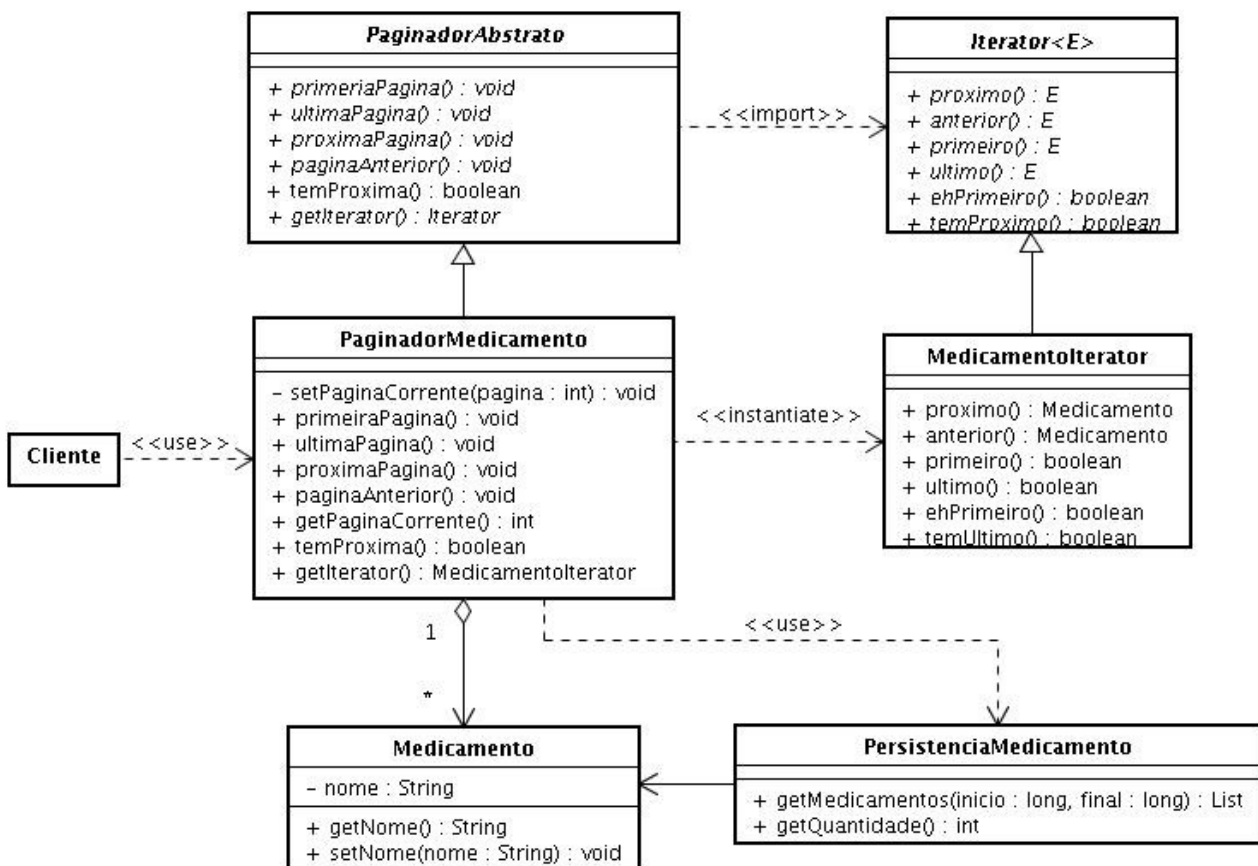 PaginadorAbstrato
+ primeriaPagina() : void
+ ultimaPagina() : void
+ proximaPagina() : void
+ paginaAnterior() : void
+ temProxima() : boolean
+ getIterator() : Iterator
<<import>>
Iterator<E>
+ proximo() : E
+ anterior() : E
+ primeiro() : E
+ ultimo() : E
+ ehPrimeiro() : boolean
+ temProximo() : boolean
Cliente
<<use>>
PaginadorMedicamento
- setPaginaCorrente(pagina : int) : void
+ primeiraPagina() : void
+ ultimaPagina() : void
+ proximaPagina() : void
+ paginaAnterior() : void
+ getPaginaCorrente() : int
+ temProxima() : boolean
+ getIterator() : MedicamentoIterator
<<instantiate>>
MedicamentoIterator
+ proximo() : Medicamento
+ anterior() : Medicamento
+ primeiro() : boolean
+ ultimo() : boolean
+ ehPrimeiro() : boolean
+ temUltimo() : boolean
1
*
<<use>>
Medicamento
- nome : String
+ getNome() : String
+ setNome(nome : String) : void
PersistenciaMedicamento
+ getMedicamentos(inicio : long, final : long) : List
+ getQuantidade() : int